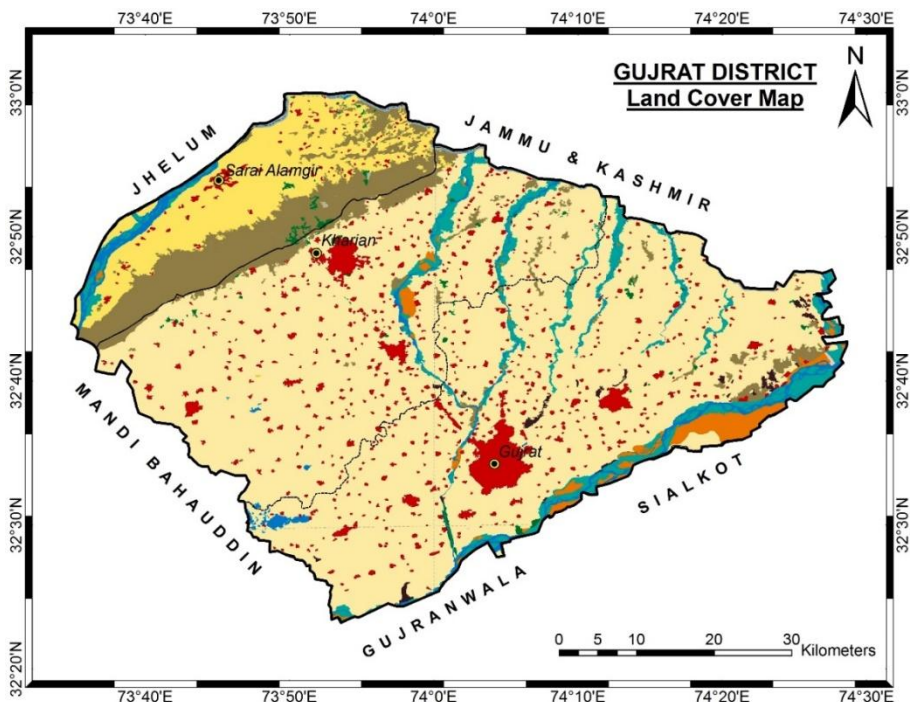 73°40'E 73°50'E 74°0'E 74°10'E 74°20'E 74°30'E
N
GUJRAT DISTRICT
Land Cover Map
33°0'N
33°0'N
JHELUM
JAMMU & KASHMIR
Sarai Alamgir
32°50'N
32°50'N
Kharian
32°40'N
32°40'N
MANDI BAHAUDDIN
Gujrat
SIALKOT
32°30'N
32°30'N
GUJRANWALA
0 5 10 20 30
Kilometers
32°20'N
32°20'N
73°40'E 73°50'E 74°0'E 74°10'E 74°20'E 74°30'E